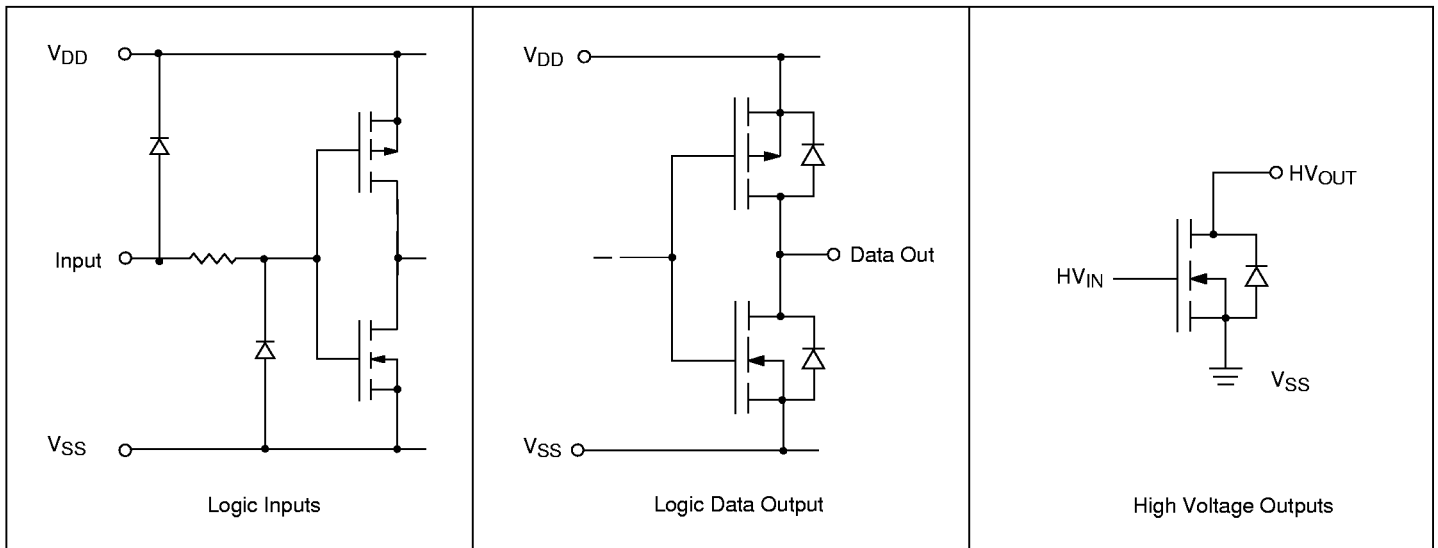 VDD
Input
VSS
Logic Inputs
VDD
Data Out
VSS
Logic Data Output
HVOUT
HVIN
VSS
High Voltage Outputs